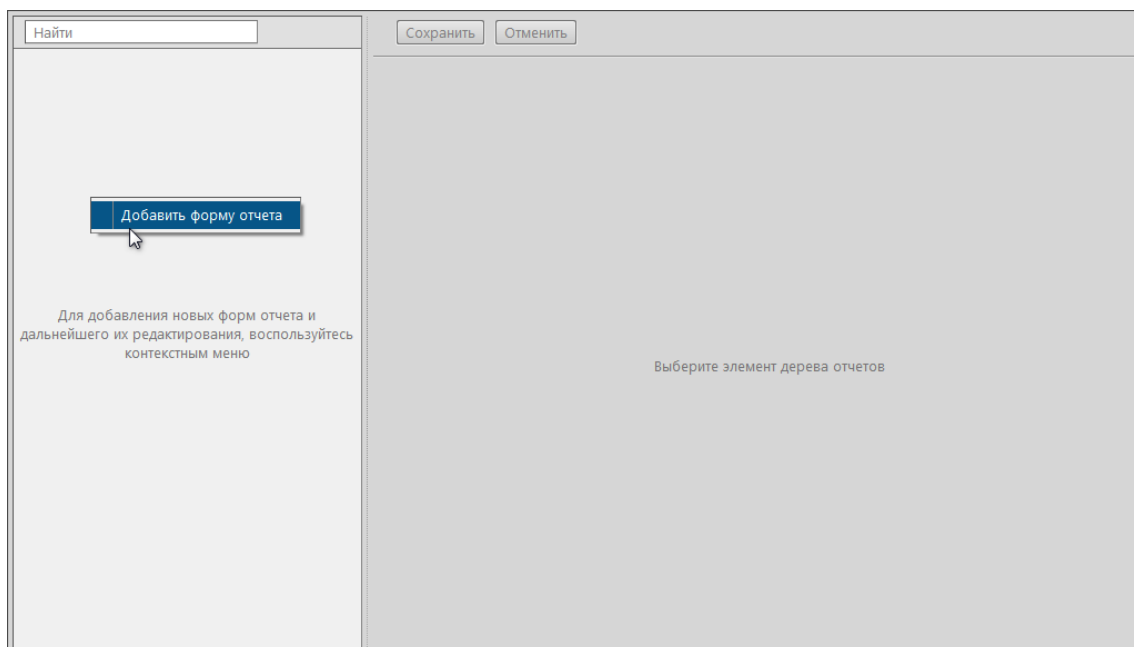 Найти
Сохранить
Отменить
Добавить форму отчета
Для добавления новых форм отчета и
дальнейшего их редактирования, воспользуйтесь
контекстным меню
Выберите элемент дерева отчетов